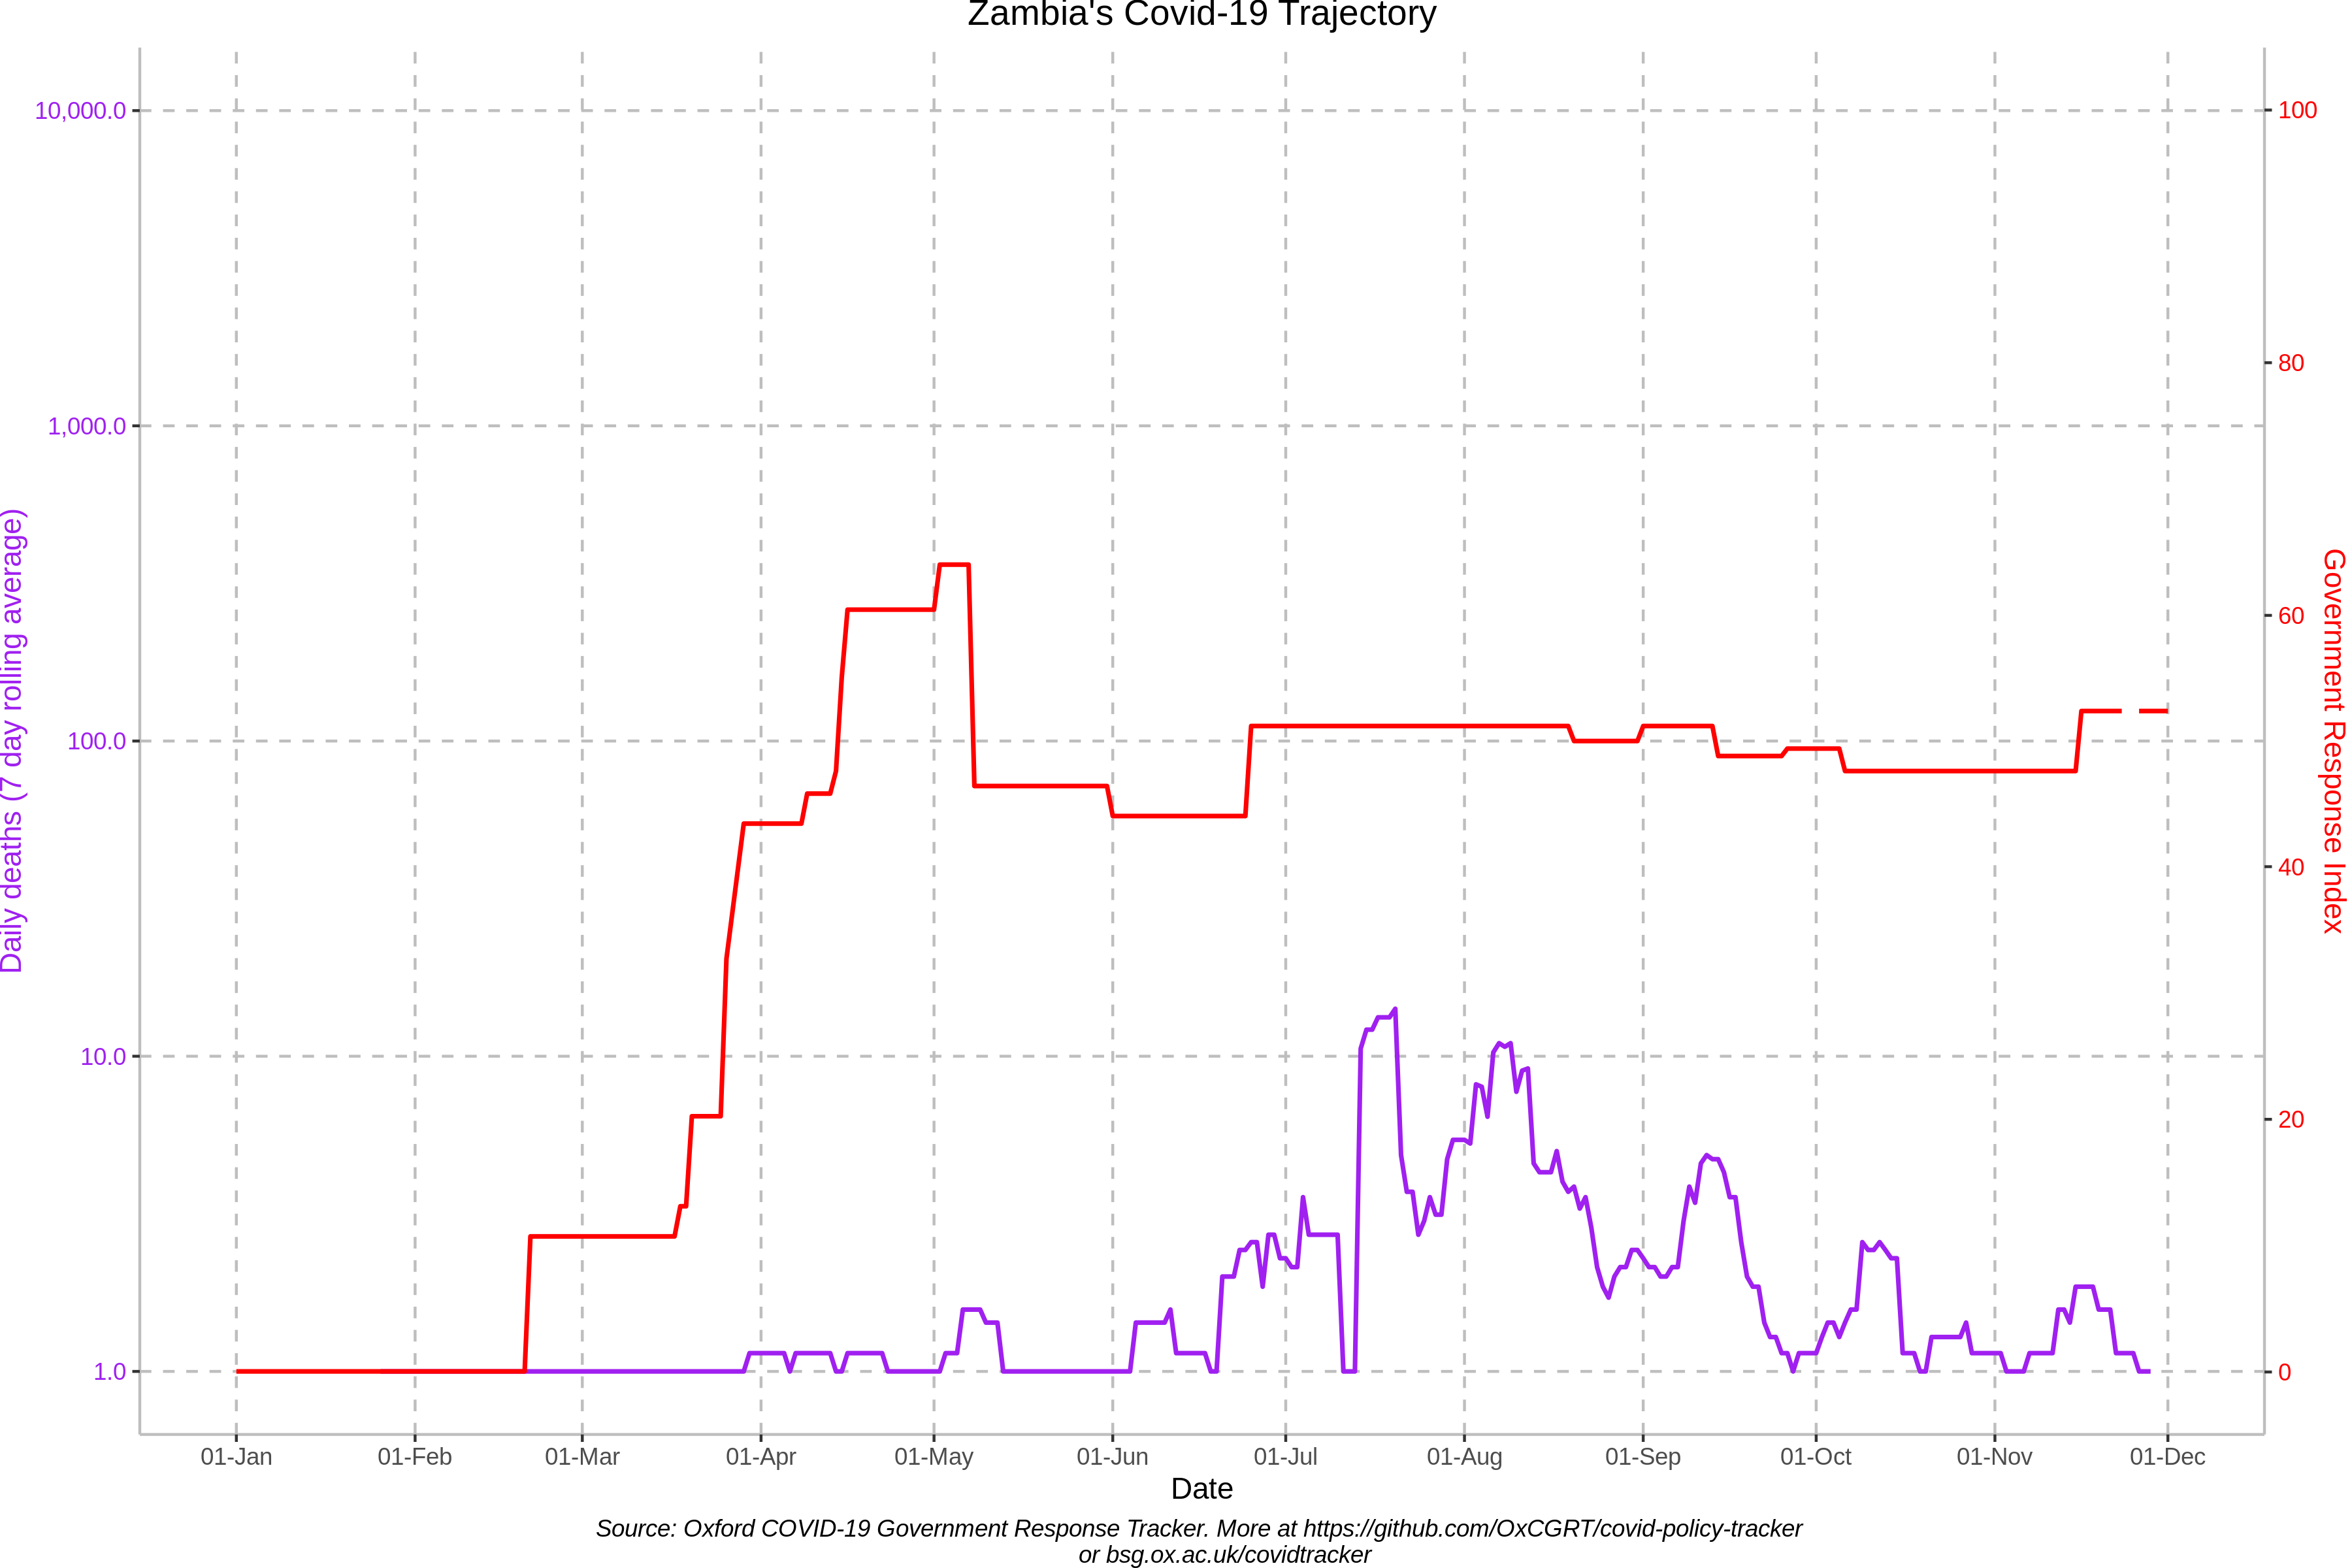 Zambia's Covid-19 Trajectory
10,000.0
1,000.0
100.0
10.0
1.0
Daily deaths (7 day rolling average)
100
80
60
40
20
0
Government Response Index
01-Jan
01-Feb
01-Mar
01-Apr
01-May
01-Jun
01-Jul
01-Aug
01-Sep
01-Oct
01-Nov
01-Dec
Date
Source: Oxford COVID-19 Government Response Tracker. More at https://github.com/OxCGRT/covid-policy-tracker
or bsg.ox.ac.uk/covidtracker